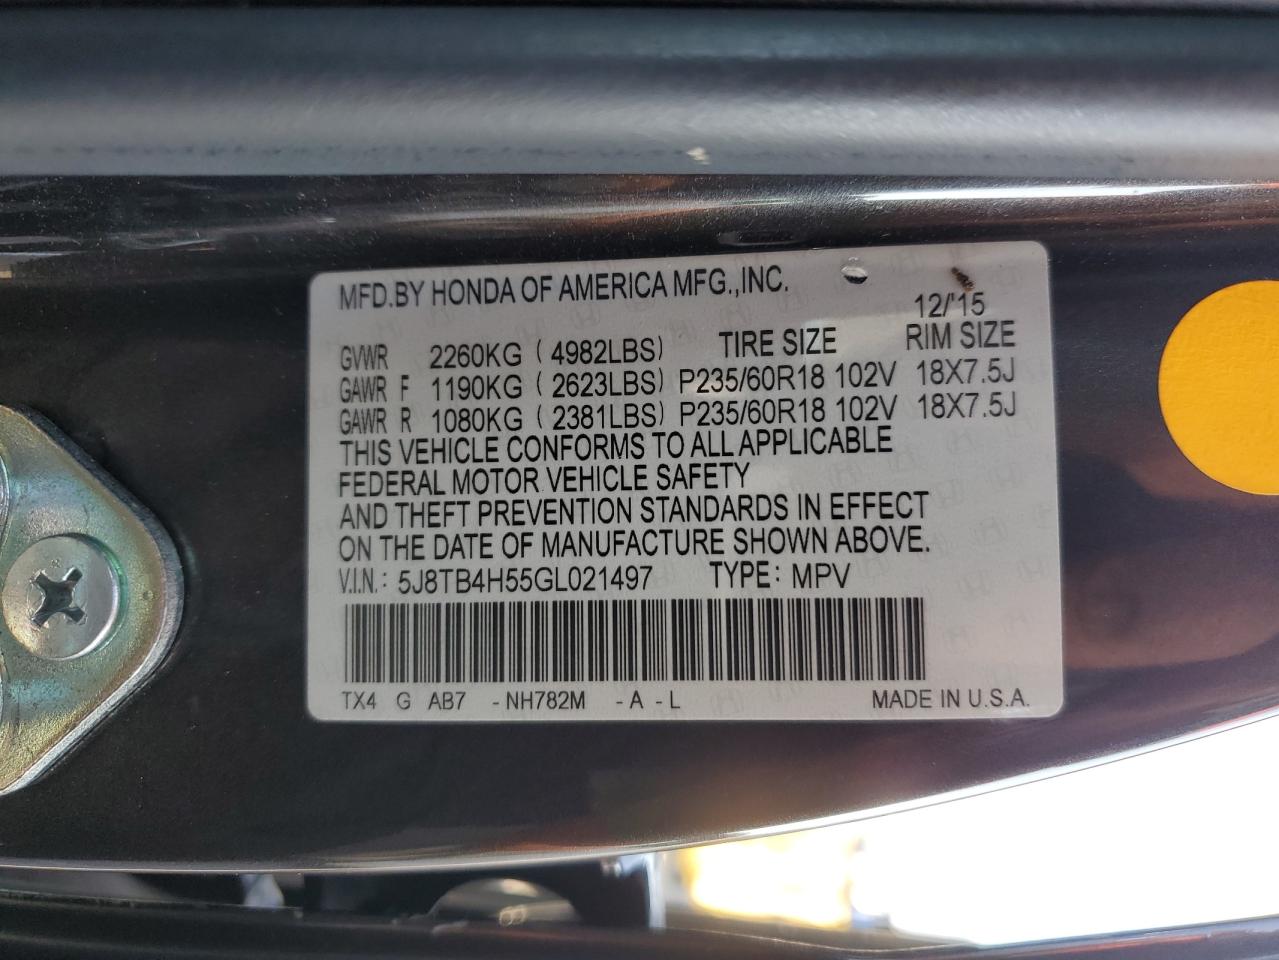 MFD.BY HONDA OF AMERICA MFG.,INC.
12/'15
GVWR 2260KG ( 4982LBS) TIRE SIZE RIM SIZE
GAWR F 1190KG ( 2623LBS) P235/60R18 102V 18X7.5J
GAWR R 1080KG ( 2381LBS) P235/60R18 102V 18X7.5J
THIS VEHICLE CONFORMS TO ALL APPLICABLE
FEDERAL MOTOR VEHICLE SAFETY
AND THEFT PREVENTION STANDARDS IN EFFECT
ON THE DATE OF MANUFACTURE SHOWN ABOVE.
V.I.N.: 5J8TB4H55GL021497 TYPE: MPV
TX4 G AB7 -NH782M -A -L MADE IN U.S.A.